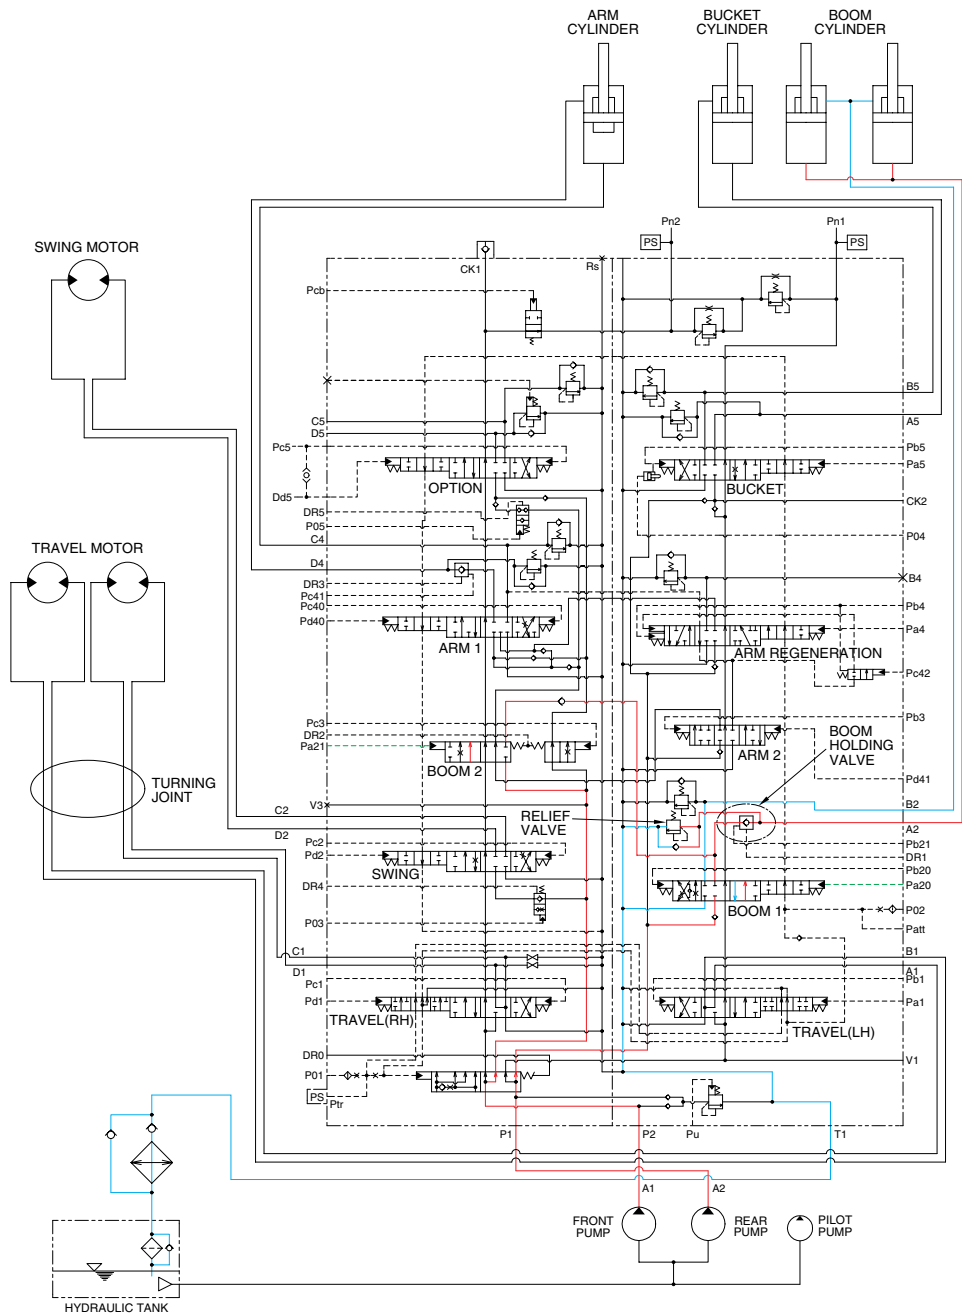 ARM
CYLINDER
BUCKET
CYLINDER
BOOM
CYLINDER
SWING MOTOR
Pn2
Pn1
PS
PS
CK1
Rs
Pcb
B5
A5
C5
D5
Pc5
Pb5
Pa5
OPTION
BUCKET
Dd5
CK2
DR5
P05
P04
C4
TRAVEL MOTOR
D4
DR3
B4
Pc41
Pc40
Pb4
Pd40
Pa4
ARM 1
ARM REGENERATION
Pc42
Pc3
Pb3
DR2
Pa21
BOOM 2
ARM 2
BOOM
HOLDING
VALVE
TURNING
JOINT
Pd41
V3
B2
C2
RELIEF
VALVE
D2
A2
Pc2
Pb21
Pd2
DR1
SWING
Pb20
DR4
Pa20
BOOM 1
P03
P02
Patt
C1
B1
D1
A1
Pc1
Pb1
Pd1
Pa1
TRAVEL(RH)
TRAVEL(LH)
DR0
V1
P01
PS
Ptr
P1
P2
Pu
T1
A1
A2
FRONT
PUMP
REAR
PUMP
PILOT
PUMP
HYDRAULIC TANK